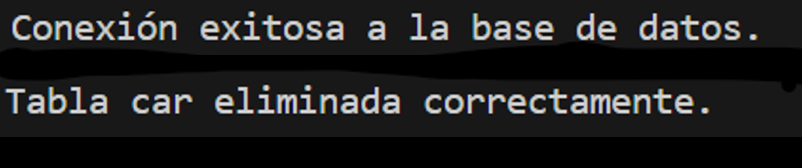 Conexión exitosa a la base de datos.
Tabla car eliminada correctamente.